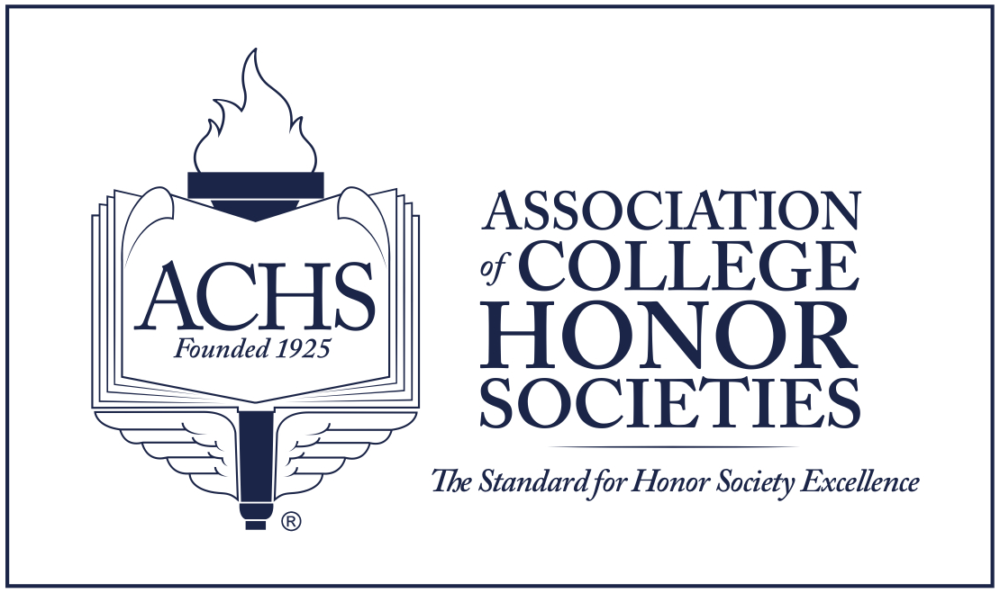 ACHS
Founded 1925
®
ASSOCIATION
of COLLEGE
HONOR
SOCIETIES
The Standard for Honor Society Excellence